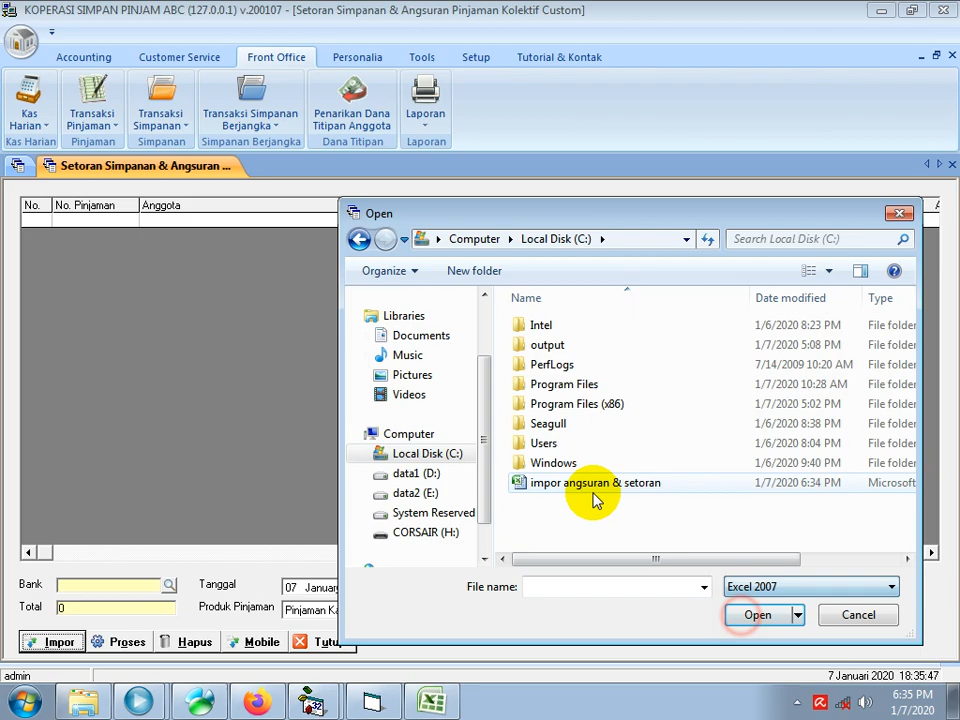 KOPERASI SIMPAN PINJAM ABC (127.0.0.1) v.200107 - [Setoran Simpanan & Angsuran Pinjaman Kolektif Custom]
Accounting Customer Service Front Office Personalia Tools Setup Tutorial & Kontak
Kas Harian Transaksi Pinjaman Transaksi Simpanan Transaksi Simpanan Berjangka Penarikan Dana Titipan Anggota Laporan
Kas Harian Pinjaman Simpanan Simpanan Berjangka Dana Titipan Laporan
Setoran Simpanan & Angsuran ...
No. No. Pinjaman Anggota
Open
Computer Local Disk (C:) Search Local Disk (C:)
Organize New folder
Name Date modified Type
Libraries
Documents
Music
Pictures
Videos
Computer
Local Disk (C:)
data1 (D:)
data2 (E:)
System Reserved
CORSAIR (H:)
Intel 1/6/2020 8:23 PM File folder
output 1/7/2020 5:08 PM File folder
PerfLogs 7/14/2009 10:20 AM File folder
Program Files 1/7/2020 10:28 AM File folder
Program Files (x86) 1/7/2020 5:02 PM File folder
Seagull 1/6/2020 8:38 PM File folder
Users 1/6/2020 8:04 PM File folder
Windows 1/6/2020 9:40 PM File folder
impor angsuran & setoran 1/7/2020 6:34 PM Microsoft
File name: Excel 2007
Open Cancel
Bank Tanggal 07 January
Total 0 Produk Pinjaman Pinjaman Ka
Impor Proses Hapus Mobile Tutu
admin 7 Januari 2020 18:35:47
32
6:35 PM
1/7/2020